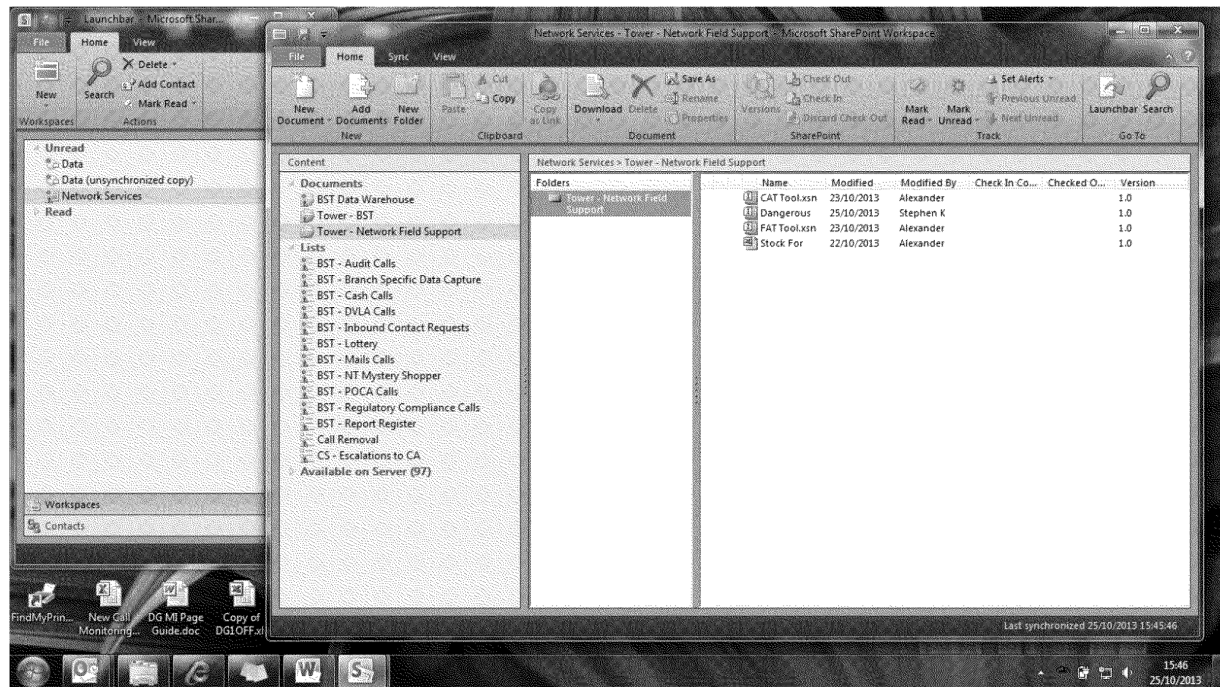 Launchbar - Microsoft Shar...
File Home View
New
Search
Delete
Add Contact
Mark Read
Workspaces Actions
Unread
Data
Data (unsynchronized copy)
Network Services
Read
Workspaces
Contacts
Network Services - Tower - Network Field Support - Microsoft SharePoint Workspace
File Home Sync View
New Document
Add Documents
New Folder
New
Paste
Cut
Copy
Clipboard
Copy as Link
Download
Delete
Save As
Rename
Properties
Document
Versions
Check Out
Check In
Discard Check Out
SharePoint
Mark Read
Mark Unread
Set Alerts
Previous Unread
Next Unread
Track
Launchbar Search
Go To
Content
Documents
BST Data Warehouse
Tower - BST
Tower - Network Field Support
Lists
BST - Audit Calls
BST - Branch Specific Data Capture
BST - Cash Calls
BST - DVLA Calls
BST - Inbound Contact Requests
BST - Lottery
BST - Mails Calls
BST - NT Mystery Shopper
BST - POCA Calls
BST - Regulatory Compliance Calls
BST - Report Register
Call Removal
CS - Escalations to CA
Available on Server (97)
Network Services > Tower - Network Field Support
Folders
Tower - Network Field Support
Name Modified Modified By Check In Co... Checked O... Version
CAT Tool.xsn 23/10/2013 Alexander 1.0
Dangerous 25/10/2013 Stephen K 1.0
FAT Tool.xsn 23/10/2013 Alexander 1.0
Stock For 22/10/2013 Alexander 1.0
Last synchronized 25/10/2013 15:45:46
FindMyPrin...
New Call Monitoring...
DG MI Page Guide.doc
Copy of DG1OFF.xl
15:46
25/10/2013